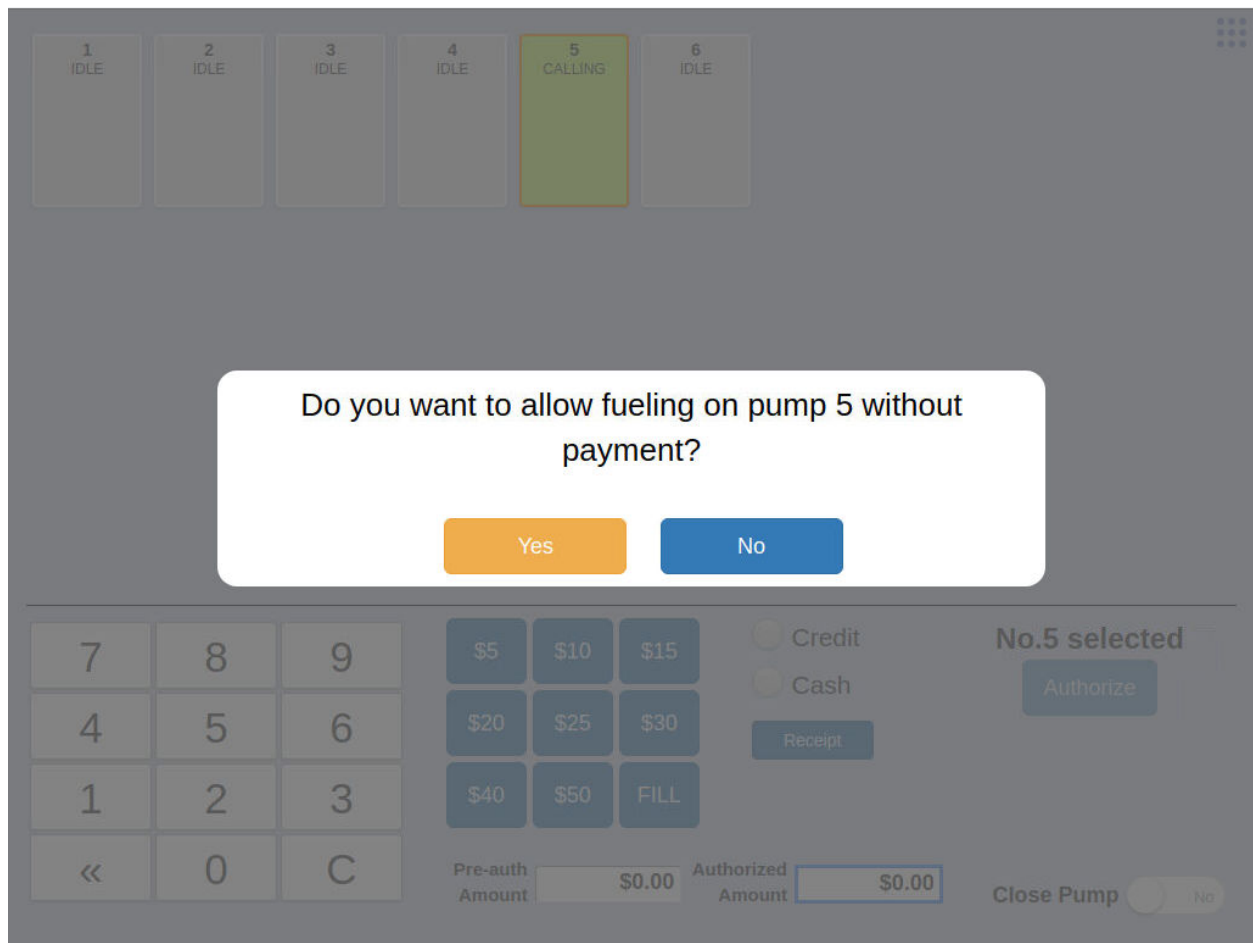 1 2 3 4 5 6
IDLE IDLE IDLE IDLE CALLING IDLE
Do you want to allow fueling on pump 5 without
payment?
Yes No
7 8 9
4 5 6
1 2 3
« 0 C
$5 $10 $15
$20 $25 $30
$40 $50 FILL
Pre-auth
Amount
$0.00
Authorized
Amount
$0.00
Credit
Cash
Receipt
No.5 selected
Authorize
Close Pump No